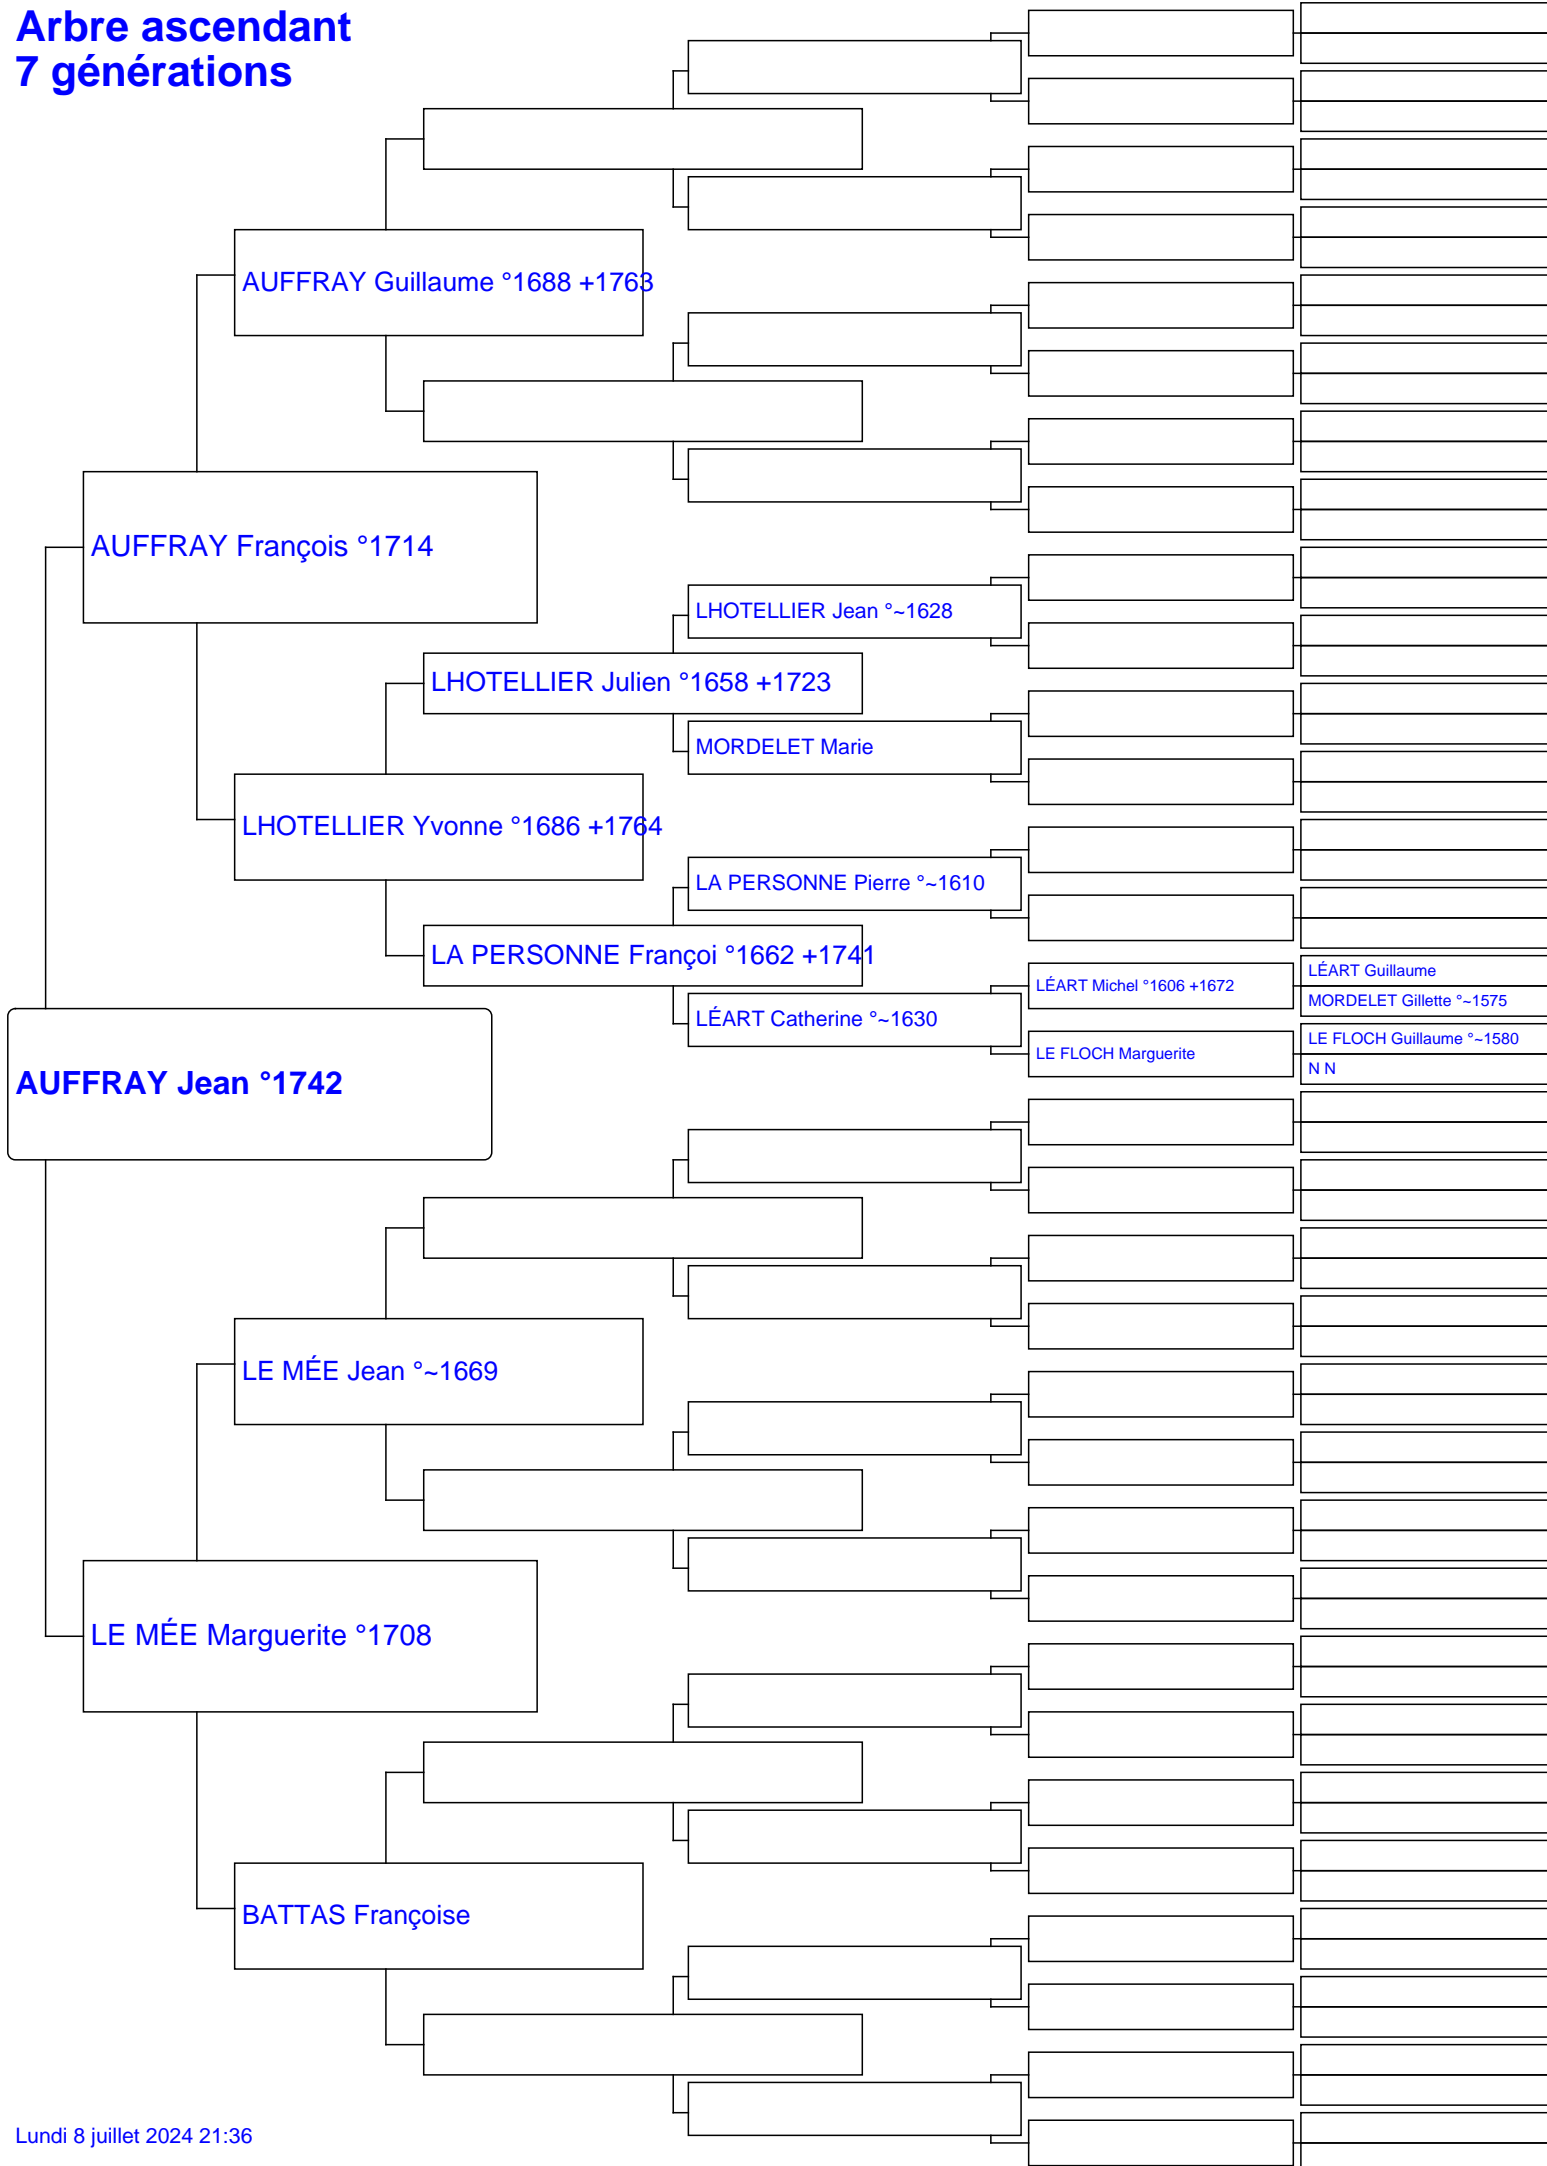 Arbre ascendant
7 générations
AUFFRAY Guillaume °1688 +1763
AUFFRAY François °1714
LHOTELLIER Jean °~1628
LHOTELLIER Julien °1658 +1723
MORDELET Marie
LHOTELLIER Yvonne °1686 +1764
LA PERSONNE Pierre °~1610
LA PERSONNE Françoi °1662 +1741
LÉART Guillaume
LÉART Michel °1606 +1672
MORDELET Gillette °~1575
LÉART Catherine °~1630
LE FLOCH Guillaume °~1580
LE FLOCH Marguerite
N N
AUFFRAY Jean °1742
LE MÉE Jean °~1669
LE MÉE Marguerite °1708
BATTAS Françoise
Lundi 8 juillet 2024 21:36